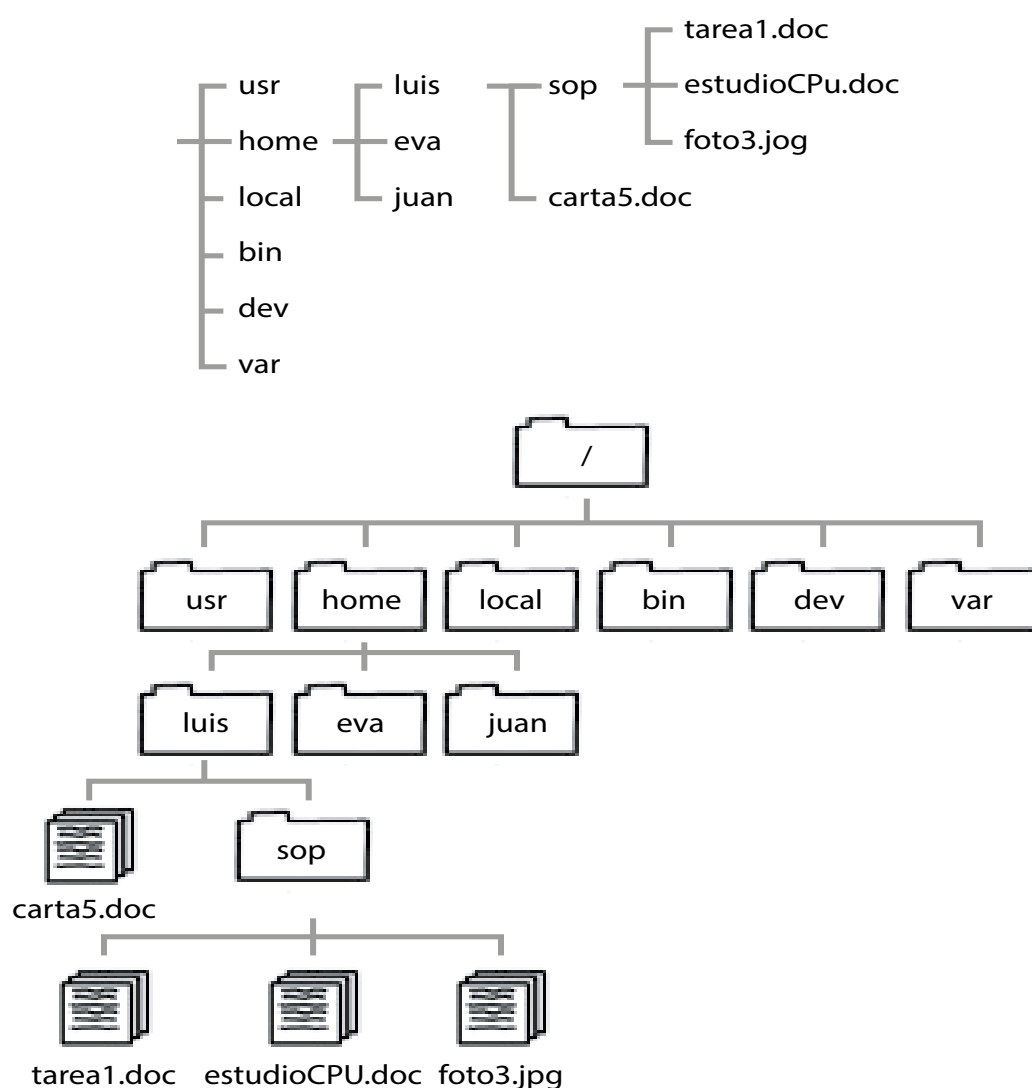 tarea1.doc
usr luis sop estudioCPu.doc
home eva foto3.jog
local juan carta5.doc
bin
dev
var
/
usr home local bin dev var
luis eva juan
sop
carta5.doc
tarea1.doc estudioCPU.doc foto3.jpg